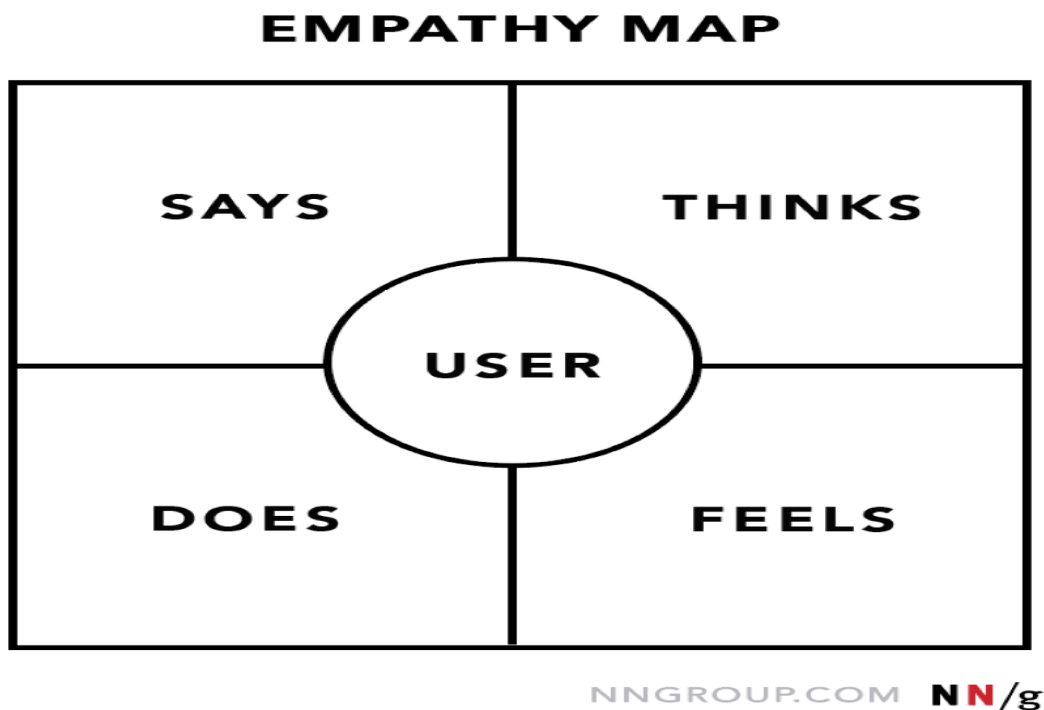 EMPATHY MAP
SAYS
THINKS
USER
DOES
FEELS
NNGROUP.COM NN/g